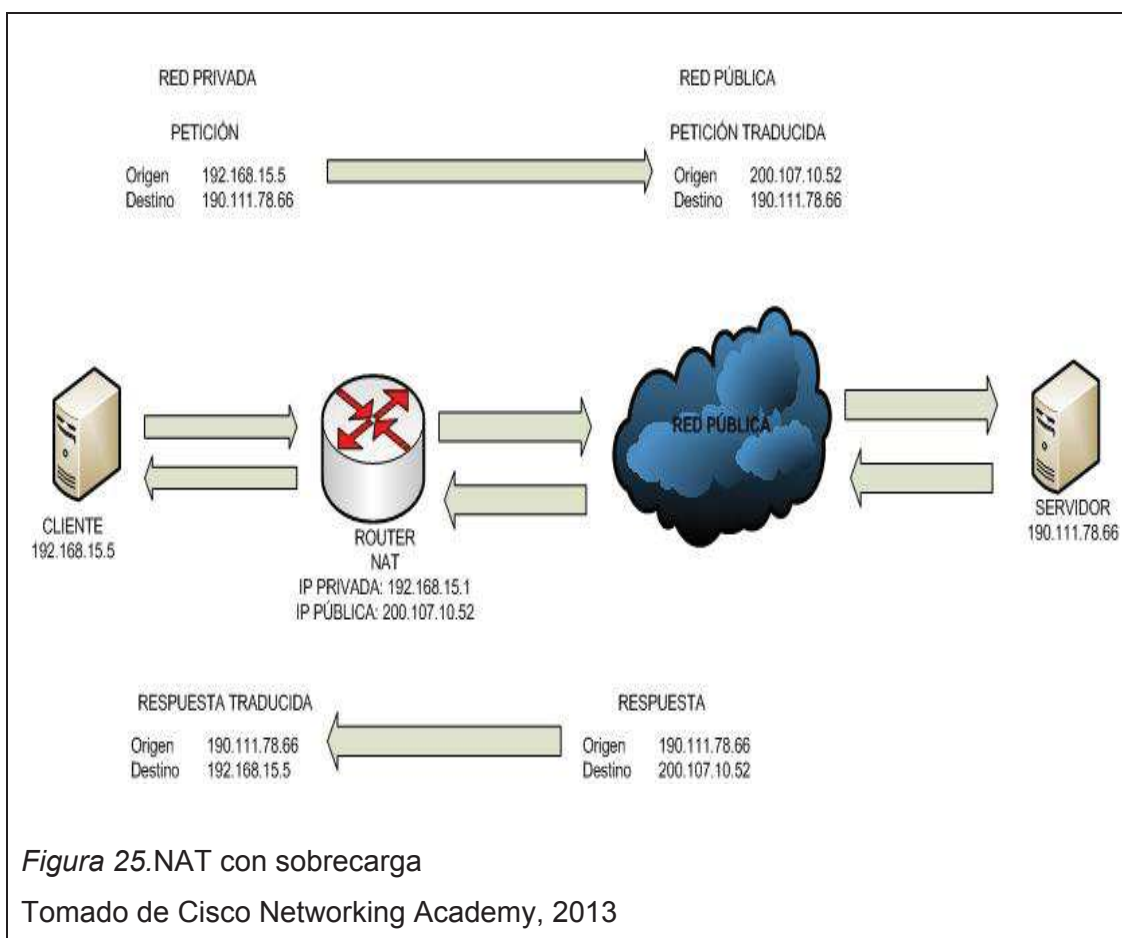 RED PRIVADA
RED PÚBLICA
PETICIÓN
Origen 192.168.15.5
Destino 190.111.78.66
PETICIÓN TRADUCIDA
Origen 200.107.10.52
Destino 190.111.78.66
CLIENTE
192.168.15.5
ROUTER
NAT
IP PRIVADA: 192.168.15.1
IP PÚBLICA: 200.107.10.52
RED PÚBLICA
SERVIDOR
190.111.78.66
RESPUESTA TRADUCIDA
Origen 190.111.78.66
Destino 192.168.15.5
RESPUESTA
Origen 190.111.78.66
Destino 200.107.10.52
Figura 25.NAT con sobrecarga
Tomado de Cisco Networking Academy, 2013